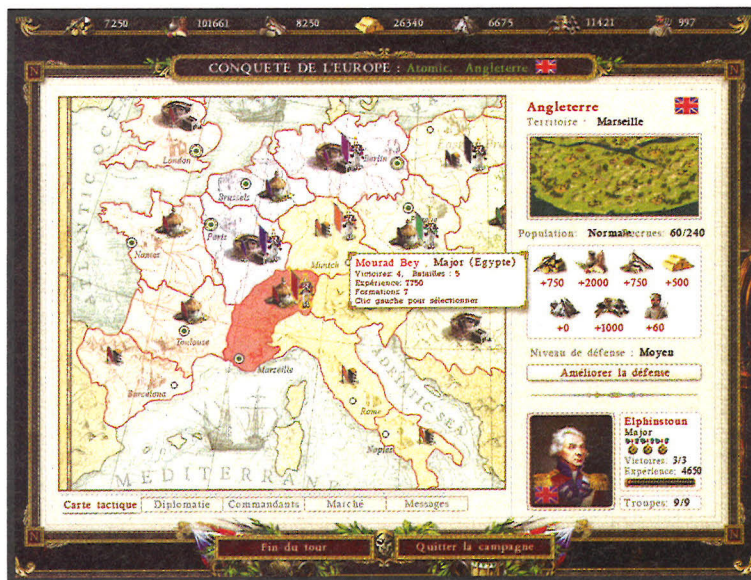 7250 101661 8250 26340 6675 11421 997
CONQUETE DE L'EUROPE : Atomic, Angleterre
N N
Angleterre
Territoire : Marseille
London
Berlin
Brussels
Paris
Nantes
Munich
Toulouse
Marseille
Barcelona
Rome
Naples
ATLANTIC
ADRIATIC SEA
MEDITERRANE
Mourad Bey , Major (Egypte)
Victoires: 4, Batailles : 5
Expérience: 7750
Formations 7
Clic gauche pour sélectionner
Population: Normale 60/240
+750 +2000 +750 +500
+0 +1000 +60
Niveau de défense : Moyen
Améliorer la défense
Elphinstoun
Major
Victoires: 3/3
Expérience: 4650
Troupes: 9/9
Carte tactique Diplomatie Commandants Marché Messages
Fin du tour Quitter la campagne
N N